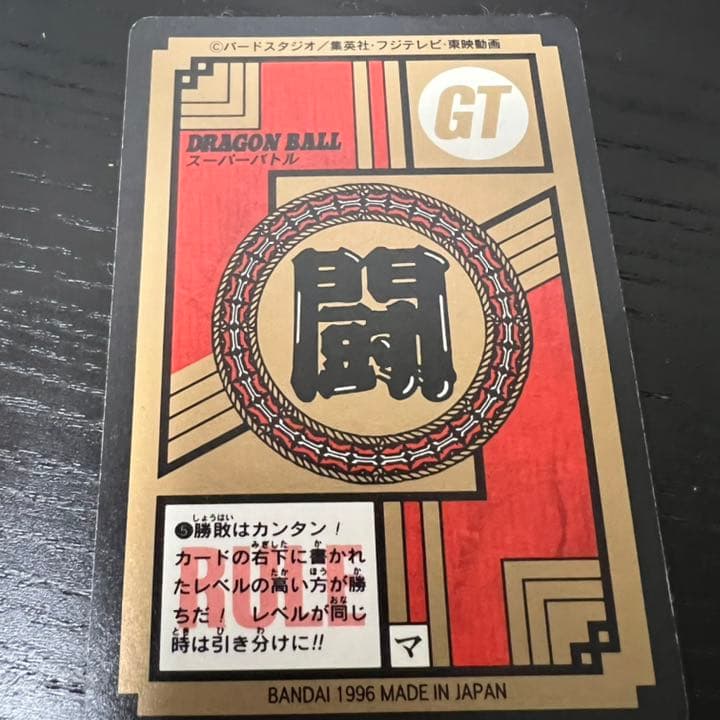 ©バードスタジオ／集英社・フジテレビ・東映動画
GT
DRAGON BALL
スーパーバトル
闘
RULE
しょうはい
❺勝敗はカンタン！
みぎした か
カードの右下に書かれ
たか ほう か
たレベルの高い方が勝
おな
ちだ！ レベルが同じ
とき ひ わ
時は引き分けに!!
マ
BANDAI 1996 MADE IN JAPAN